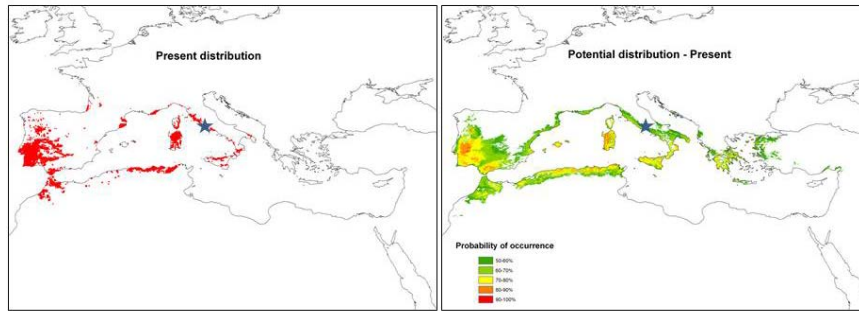 Present distribution
Potential distribution - Present
Probability of occurrence
50-60%
60-70%
70-80%
80-90%
90-100%